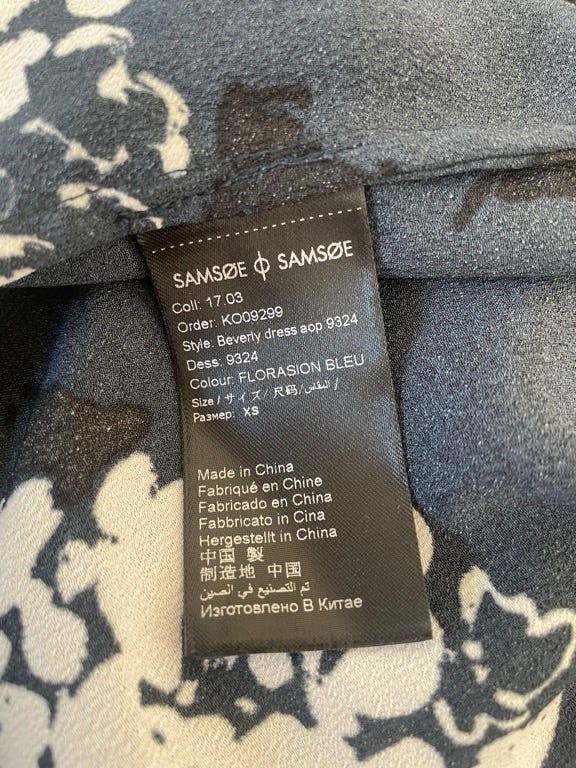 SAMSØE ϕ SAMSØE
Coll: 17.03
Order: KO09299
Style: Beverly dress aop 9324
Dess: 9324
Colour: FLORASION BLEU
Size / サイズ / 尺码 / المقاس /
Размер: XS
Made in China
Fabriqué en Chine
Fabricado en China
Fabbricato in Cina
Hergestellt in China
中国 製
制造地 中国
تم التصنيع في الصين
Изготовлено В Китае